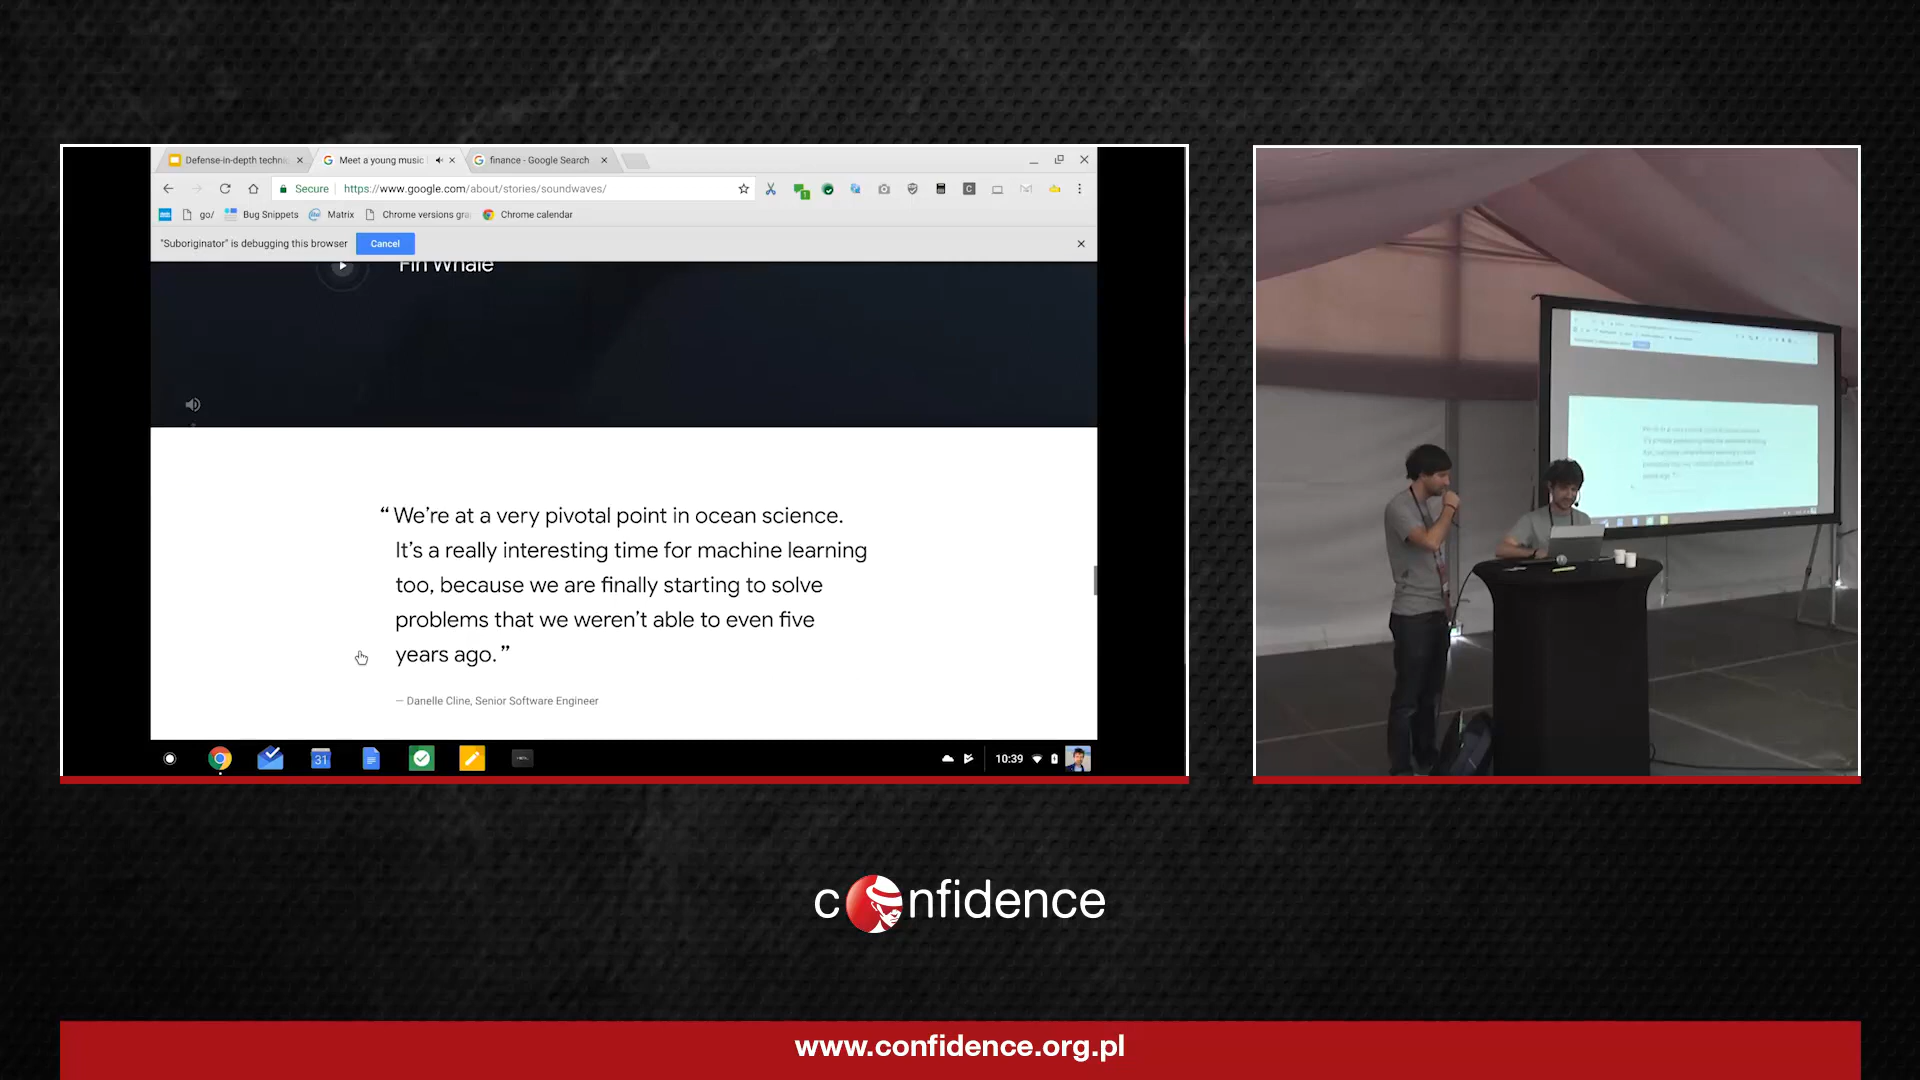 Defense-in-depth techni
Meet a young music
finance - Google Search
Secure
https://www.google.com/about/stories/soundwaves/
go/
Bug Snippets
Matrix
Chrome versions gra
Chrome calendar
"Suboriginator" is debugging this browser
Cancel
Fin Whale
“ We’re at a very pivotal point in ocean science.
It’s a really interesting time for machine learning
too, because we are finally starting to solve
problems that we weren’t able to even five
years ago. ”
— Danelle Cline, Senior Software Engineer
31
10:39
confidence
www.confidence.org.pl